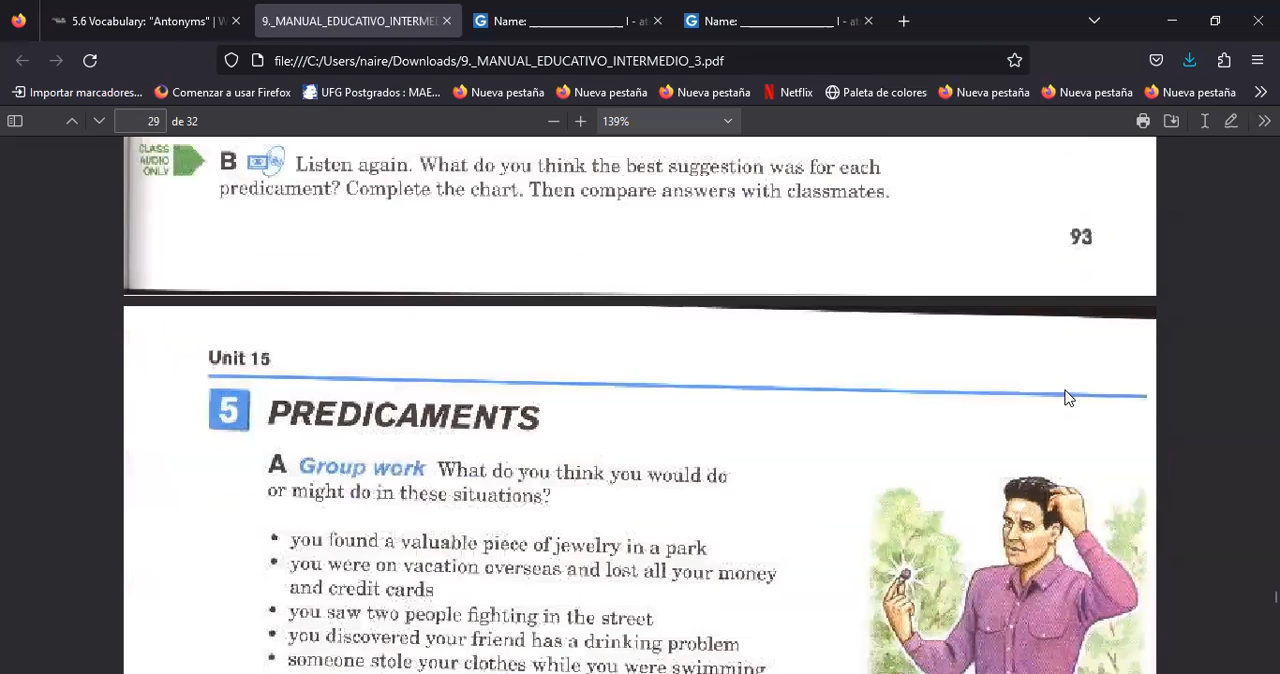 5.6 Vocabulary: "Antonyms" | W
9._MANUAL_EDUCATIVO_INTERME
Name: ____________________ I - at
Name: ____________________ I - at
file:///C:/Users/naire/Downloads/9._MANUAL_EDUCATIVO_INTERMEDIO_3.pdf
Importar marcadores...
Comenzar a usar Firefox
UFG Postgrados : MAE...
Nueva pestaña
Nueva pestaña
Nueva pestaña
Netflix
Paleta de colores
Nueva pestaña
Nueva pestaña
Nueva pestaña
29 de 32
139%
CLASS
AUDIO
ONLY
B Listen again. What do you think the best suggestion was for each
predicament? Complete the chart. Then compare answers with classmates.
93
Unit 15
5 PREDICAMENTS
A Group work What do you think you would do
or might do in these situations?
• you found a valuable piece of jewelry in a park
• you were on vacation overseas and lost all your money
and credit cards
• you saw two people fighting in the street
• you discovered your friend has a drinking problem
• someone stole your clothes while you were swimming